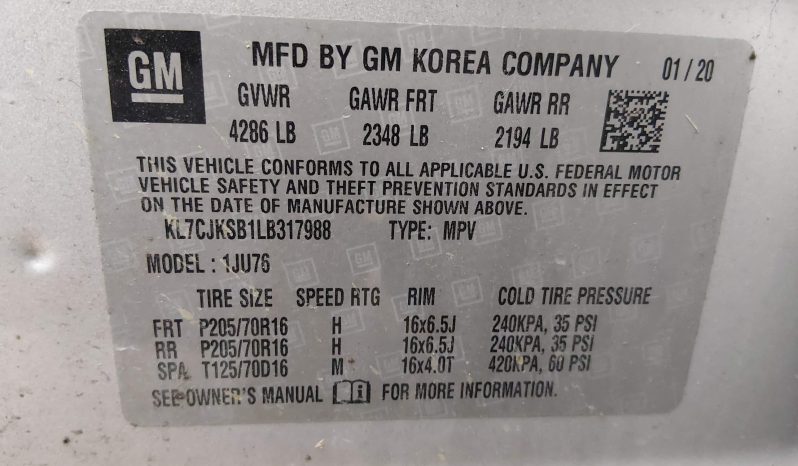 GM MFD BY GM KOREA COMPANY 01/20
GVWR GAWR FRT GAWR RR
4286 LB 2348 LB 2194 LB
THIS VEHICLE CONFORMS TO ALL APPLICABLE U.S. FEDERAL MOTOR
VEHICLE SAFETY AND THEFT PREVENTION STANDARDS IN EFFECT
ON THE DATE OF MANUFACTURE SHOWN ABOVE.
KL7CJKSB1LB317988 TYPE: MPV
MODEL : 1JU76
TIRE SIZE SPEED RTG RIM COLD TIRE PRESSURE
FRT P205/70R16 H 16x6.5J 240KPA, 35 PSI
RR P205/70R16 H 16x6.5J 240KPA, 35 PSI
SPA T125/70D16 M 16x4.0T 420KPA, 60 PSI
SEE OWNER'S MANUAL FOR MORE INFORMATION.